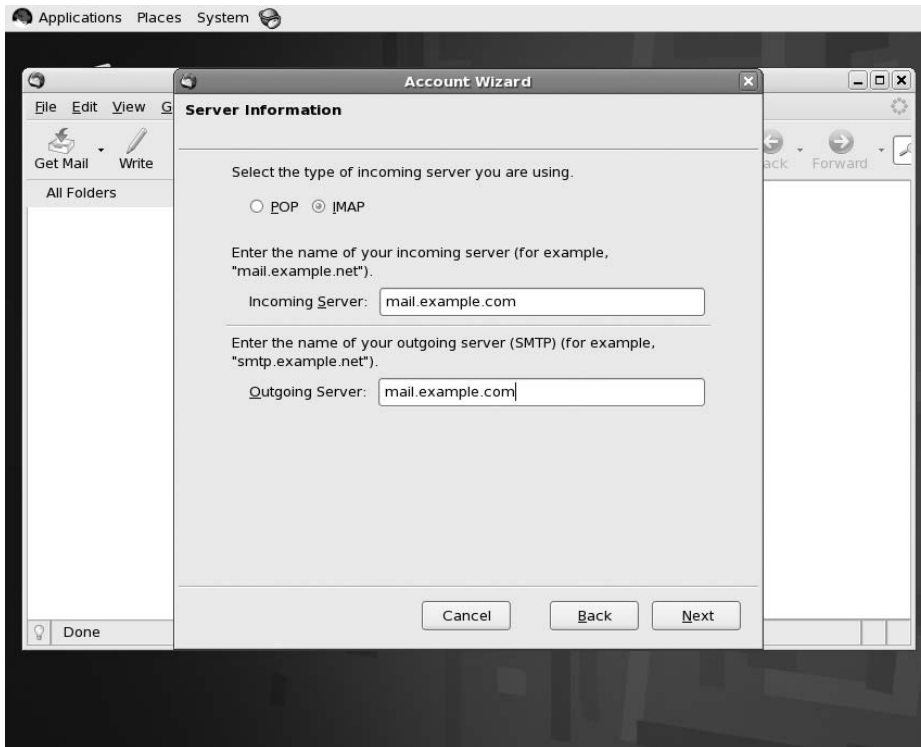 Applications Places System
Account Wizard
File Edit View G
Server Information
Get Mail Write
ack Forward
All Folders
Select the type of incoming server you are using.
POP IMAP
Enter the name of your incoming server (for example,
"mail.example.net").
Incoming Server: mail.example.com
Enter the name of your outgoing server (SMTP) (for example,
"smtp.example.net").
Outgoing Server: mail.example.com
Cancel Back Next
Done